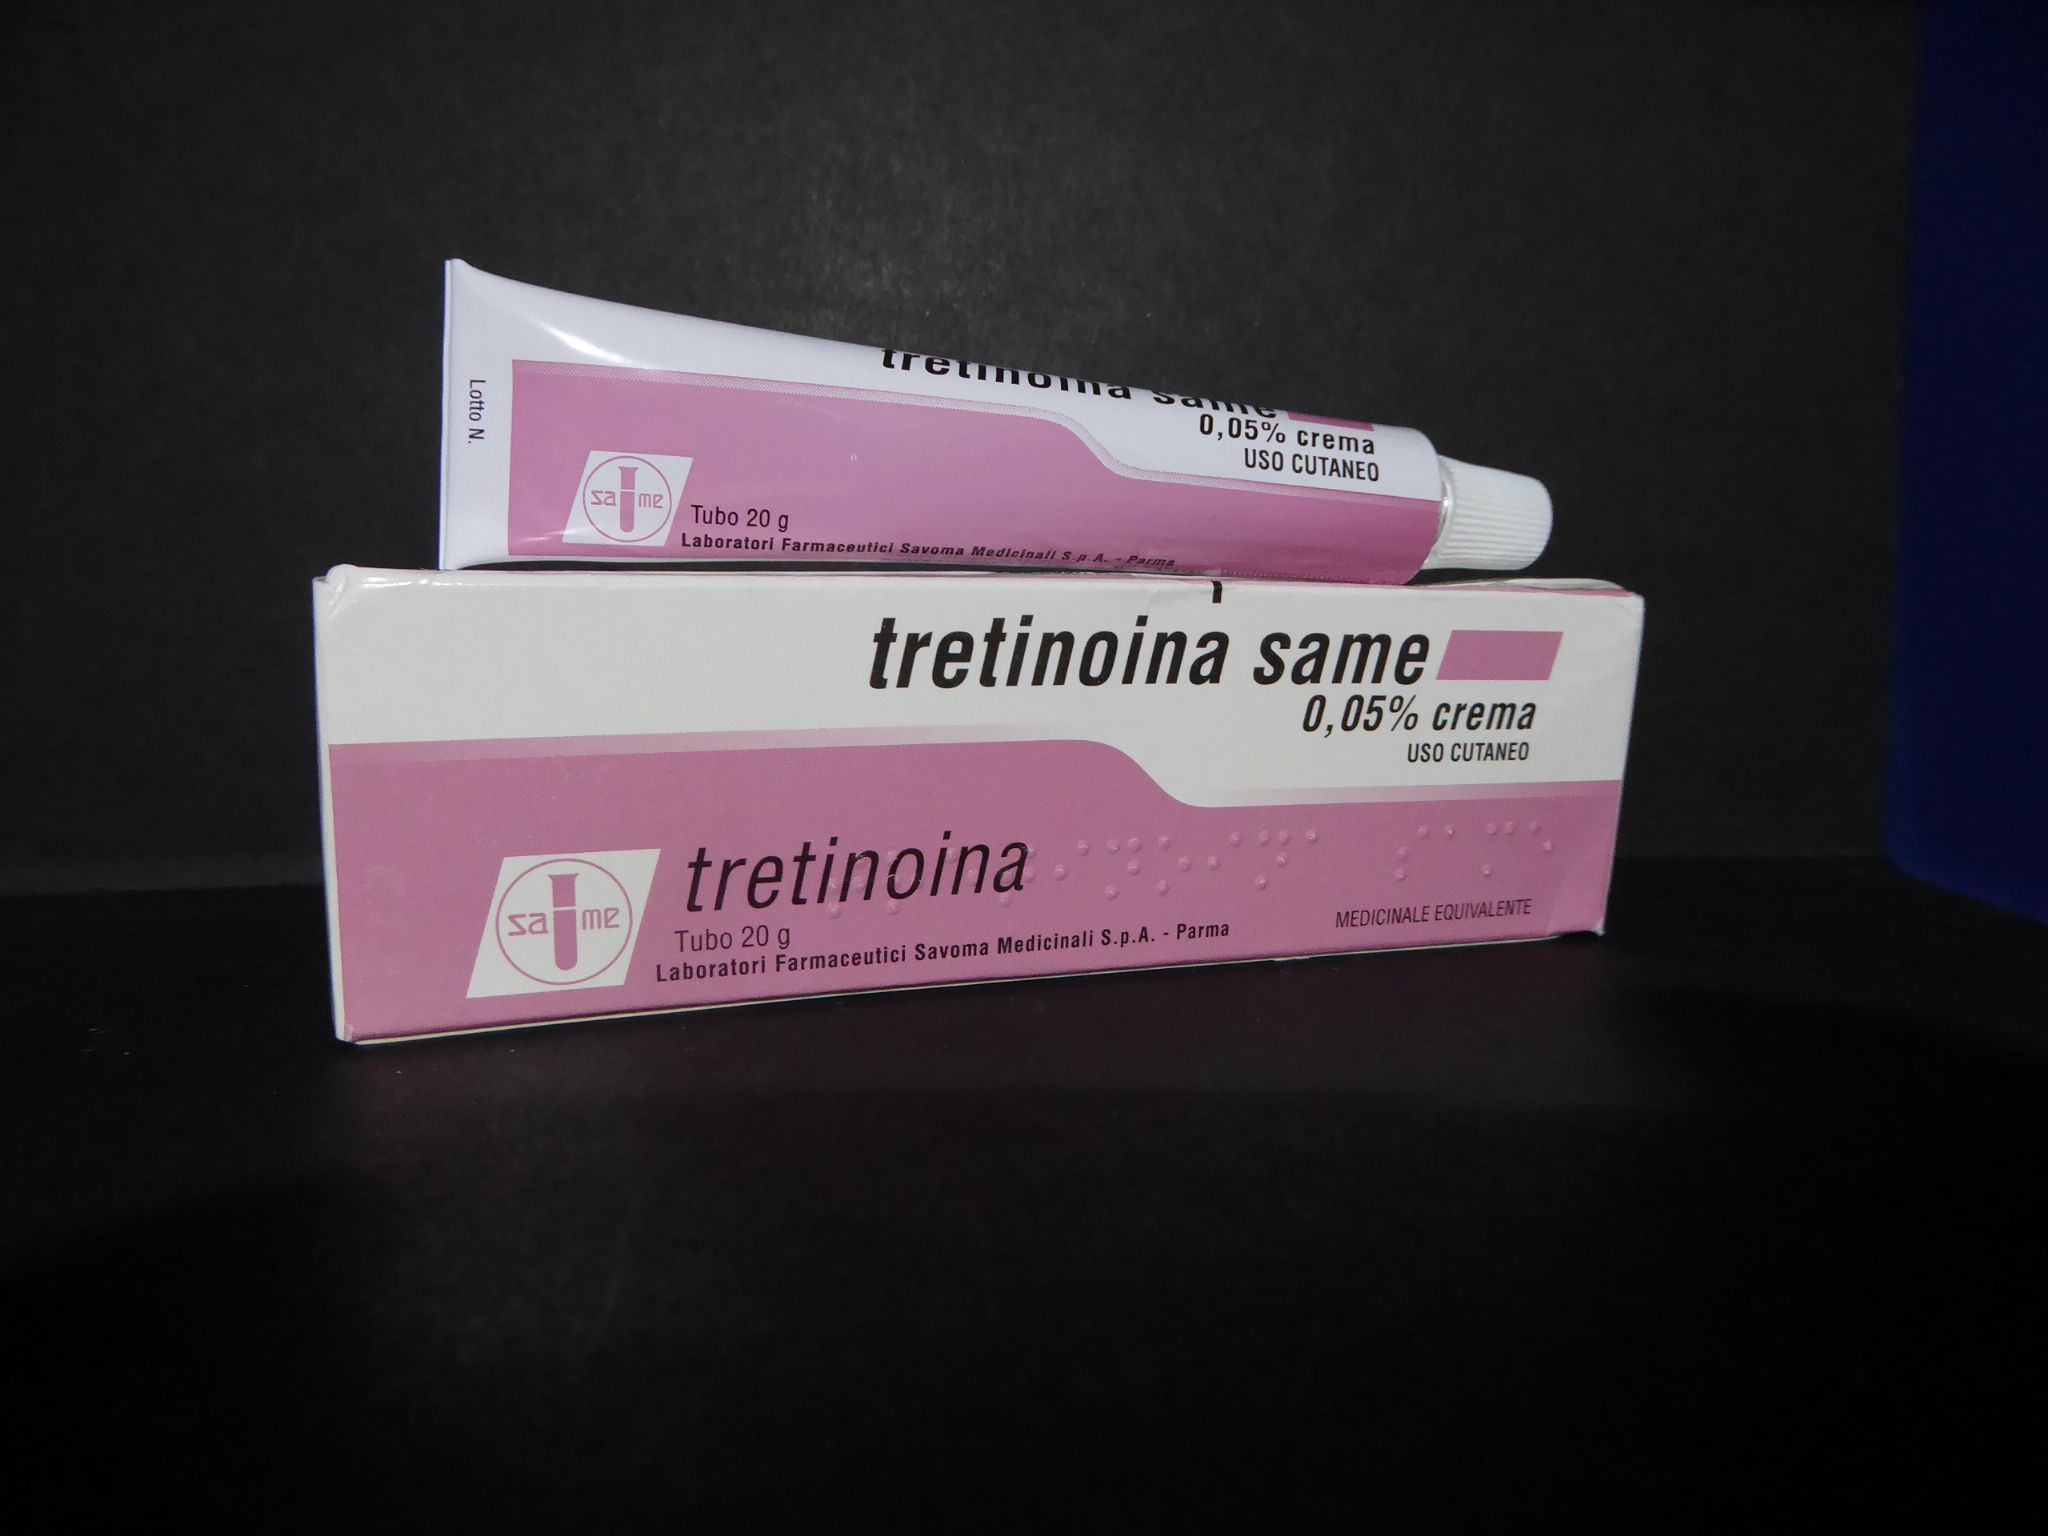 tretinoina same
0,05% crema
USO CUTANEO
Lotto N.
sa me
Tubo 20 g
Laboratori Farmaceutici Savoma Medicinali S.p.A. - Parma
tretinoina same
0,05% crema
USO CUTANEO
tretinoina
sa me
Tubo 20 g
Laboratori Farmaceutici Savoma Medicinali S.p.A. - Parma
MEDICINALE EQUIVALENTE